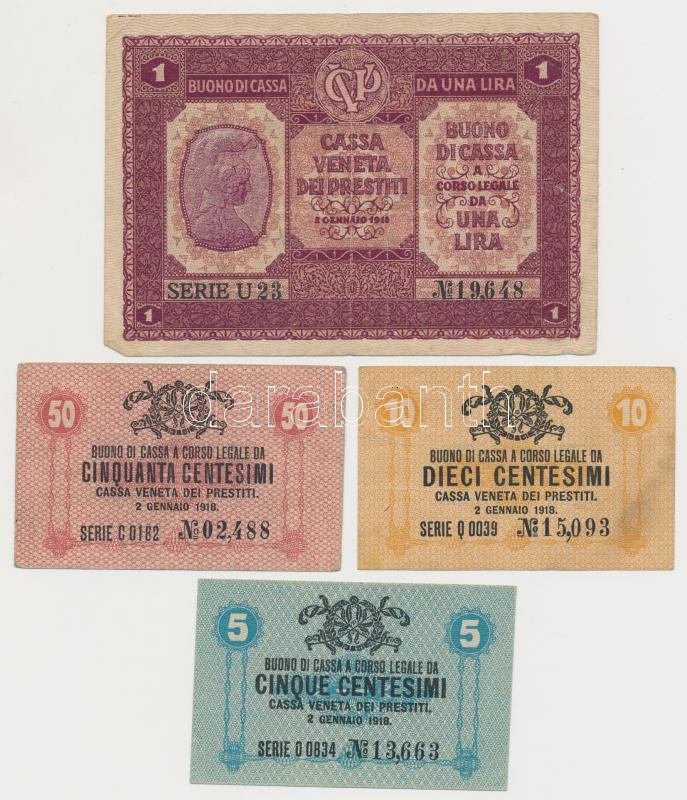 1
BUONO DI CASSA
CVP
DA UNA LIRA
1
CASSA
VENETA
DEI PRESTITI
2 GENNAIO 1918
BUONO
DI CASSA
A
CORSO LEGALE
DA
UNA
LIRA
SERIE U 23
№19,648
1
1
darabanth
50
50
BUONO DI CASSA A CORSO LEGALE DA
CINQUANTA CENTESIMI
CASSA VENETA DEI PRESTITI.
2 GENNAIO 1918.
SERIE C 0182 №02,488
10
10
BUONO DI CASSA A CORSO LEGALE DA
DIECI CENTESIMI
CASSA VENETA DEI PRESTITI.
2 GENNAIO 1918.
SERIE Q 0039 №15,093
5
5
BUONO DI CASSA A CORSO LEGALE DA
CINQUE CENTESIMI
CASSA VENETA DEI PRESTITI.
2 GENNAIO 1918.
SERIE O 0834 №13,663